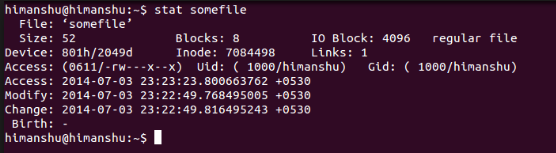 himanshu@himanshu:~$ stat somefile
  File: ‘somefile’
  Size: 52        	Blocks: 8          IO Block: 4096   regular file
Device: 801h/2049d	Inode: 7084498     Links: 1
Access: (0611/-rw---x--x)  Uid: ( 1000/himanshu)   Gid: ( 1000/himanshu)
Access: 2014-07-03 23:23:23.800663762 +0530
Modify: 2014-07-03 23:22:49.768495005 +0530
Change: 2014-07-03 23:22:49.816495243 +0530
 Birth: -
himanshu@himanshu:~$